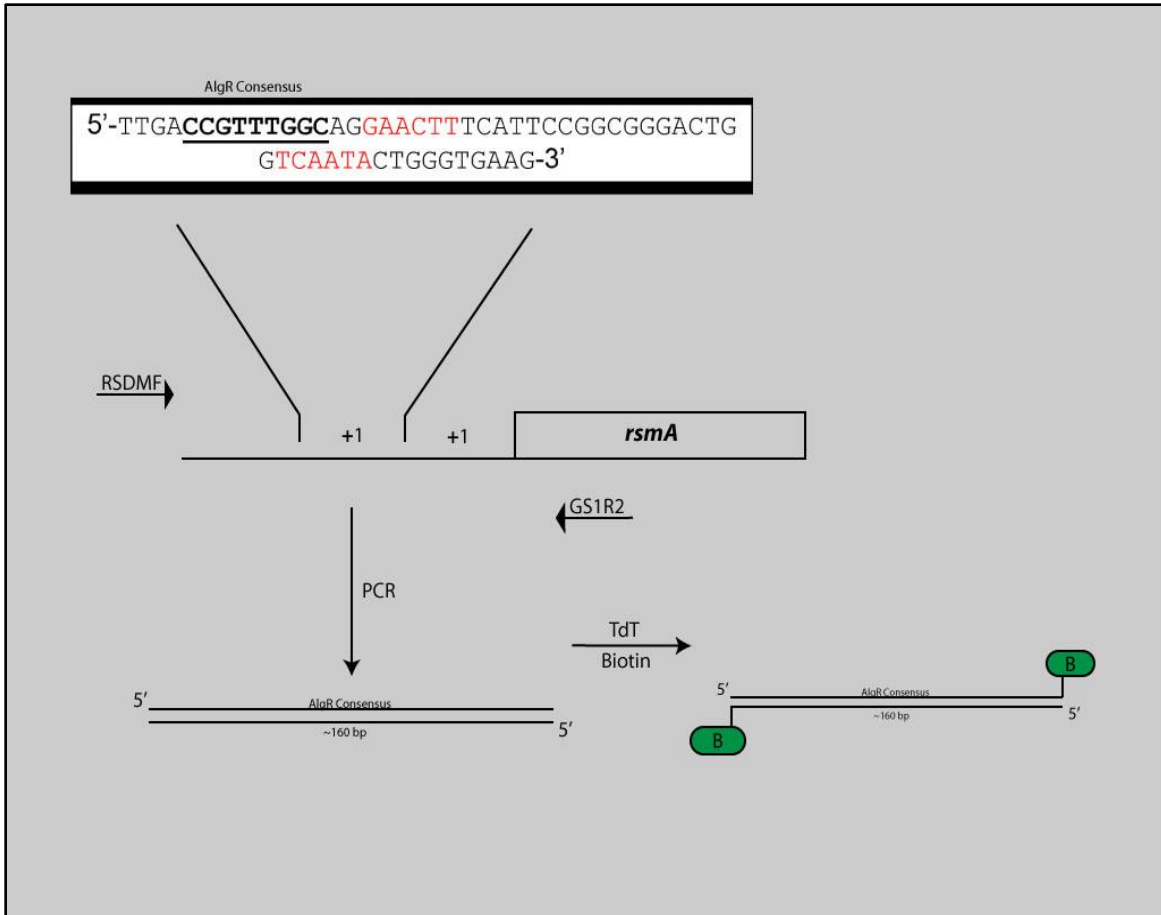 AlgR Consensus
5'-TTGACCGTTTGGCAGGAACTTTCATTCCGGCGGGACTG
GTCAATACTGGGTGAAG-3'
RSDMF
+1
+1
rsmA
GS1R2
PCR
TdT
Biotin
B
5'
AlgR Consensus
~160 bp
5'
5'
AlgR Consensus
~160 bp
5'
B